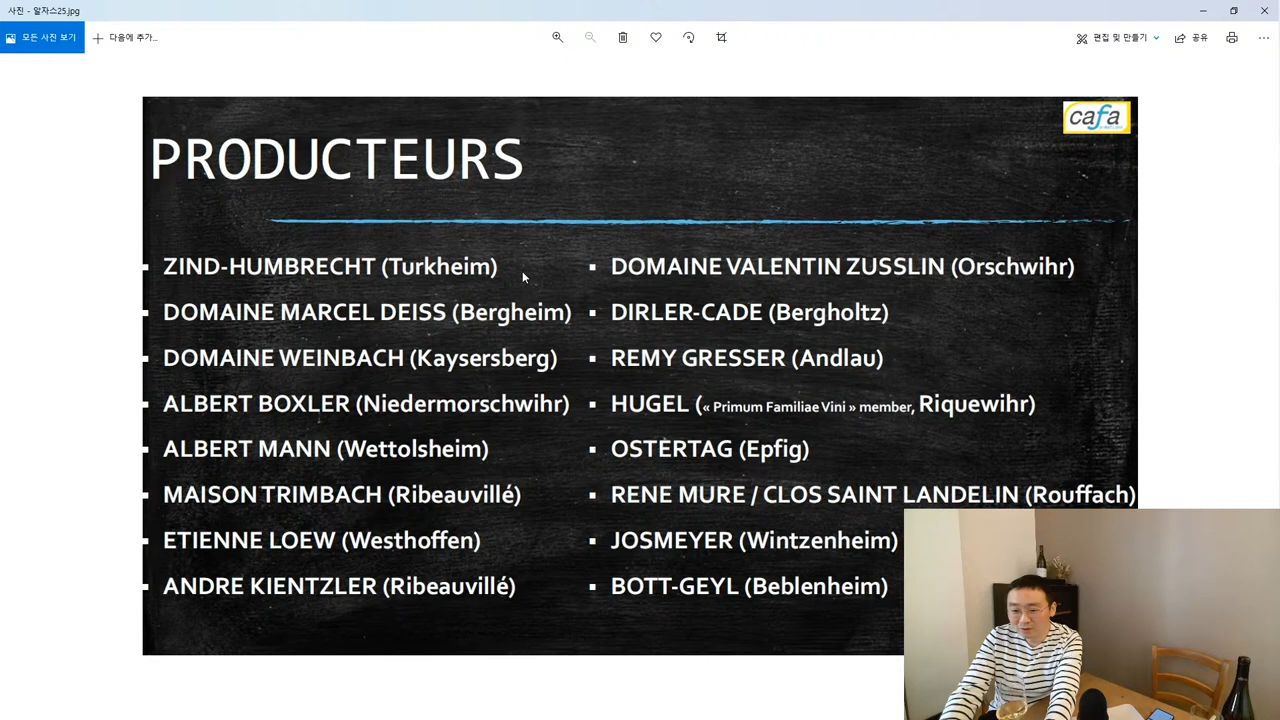 사진 - 알자스25.jpg
모든 사진 보기
다음에 추가...
편집 및 만들기
공유
cafa
PRODUCTEURS
ZIND-HUMBRECHT (Turkheim)
DOMAINE MARCEL DEISS (Bergheim)
DOMAINE WEINBACH (Kaysersberg)
ALBERT BOXLER (Niedermorschwihr)
ALBERT MANN (Wettolsheim)
MAISON TRIMBACH (Ribeauvillé)
ETIENNE LOEW (Westhoffen)
ANDRE KIENTZLER (Ribeauvillé)
DOMAINE VALENTIN ZUSSLIN (Orschwihr)
DIRLER-CADE (Bergholtz)
REMY GRESSER (Andlau)
HUGEL (« Primum Familiae Vini » member, Riquewihr)
OSTERTAG (Epfig)
RENE MURE / CLOS SAINT LANDELIN (Rouffach)
JOSMEYER (Wintzenheim)
BOTT-GEYL (Beblenheim)